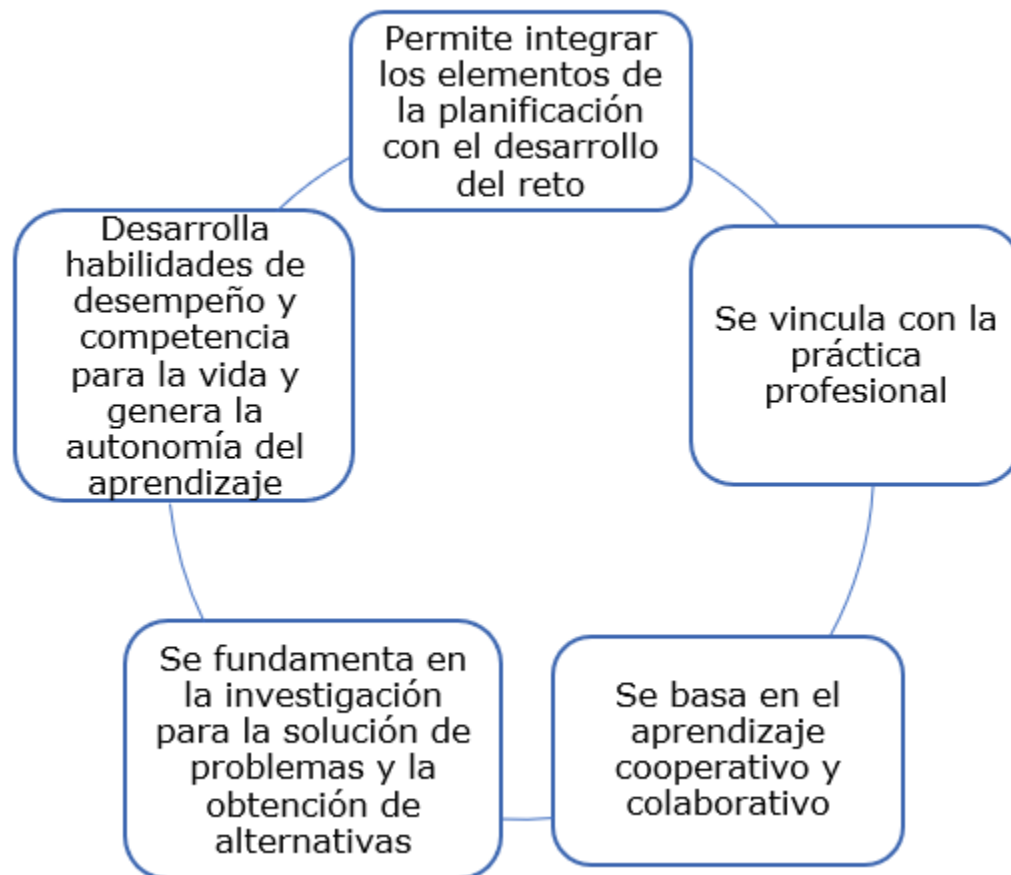 Permite integrar
los elementos de
la planificación
con el desarrollo
del reto
Se vincula con la
práctica
profesional
Se basa en el
aprendizaje
cooperativo y
colaborativo
Se fundamenta en
la investigación
para la solución de
problemas y la
obtención de
alternativas
Desarrolla
habilidades de
desempeño y
competencia
para la vida y
genera la
autonomía del
aprendizaje